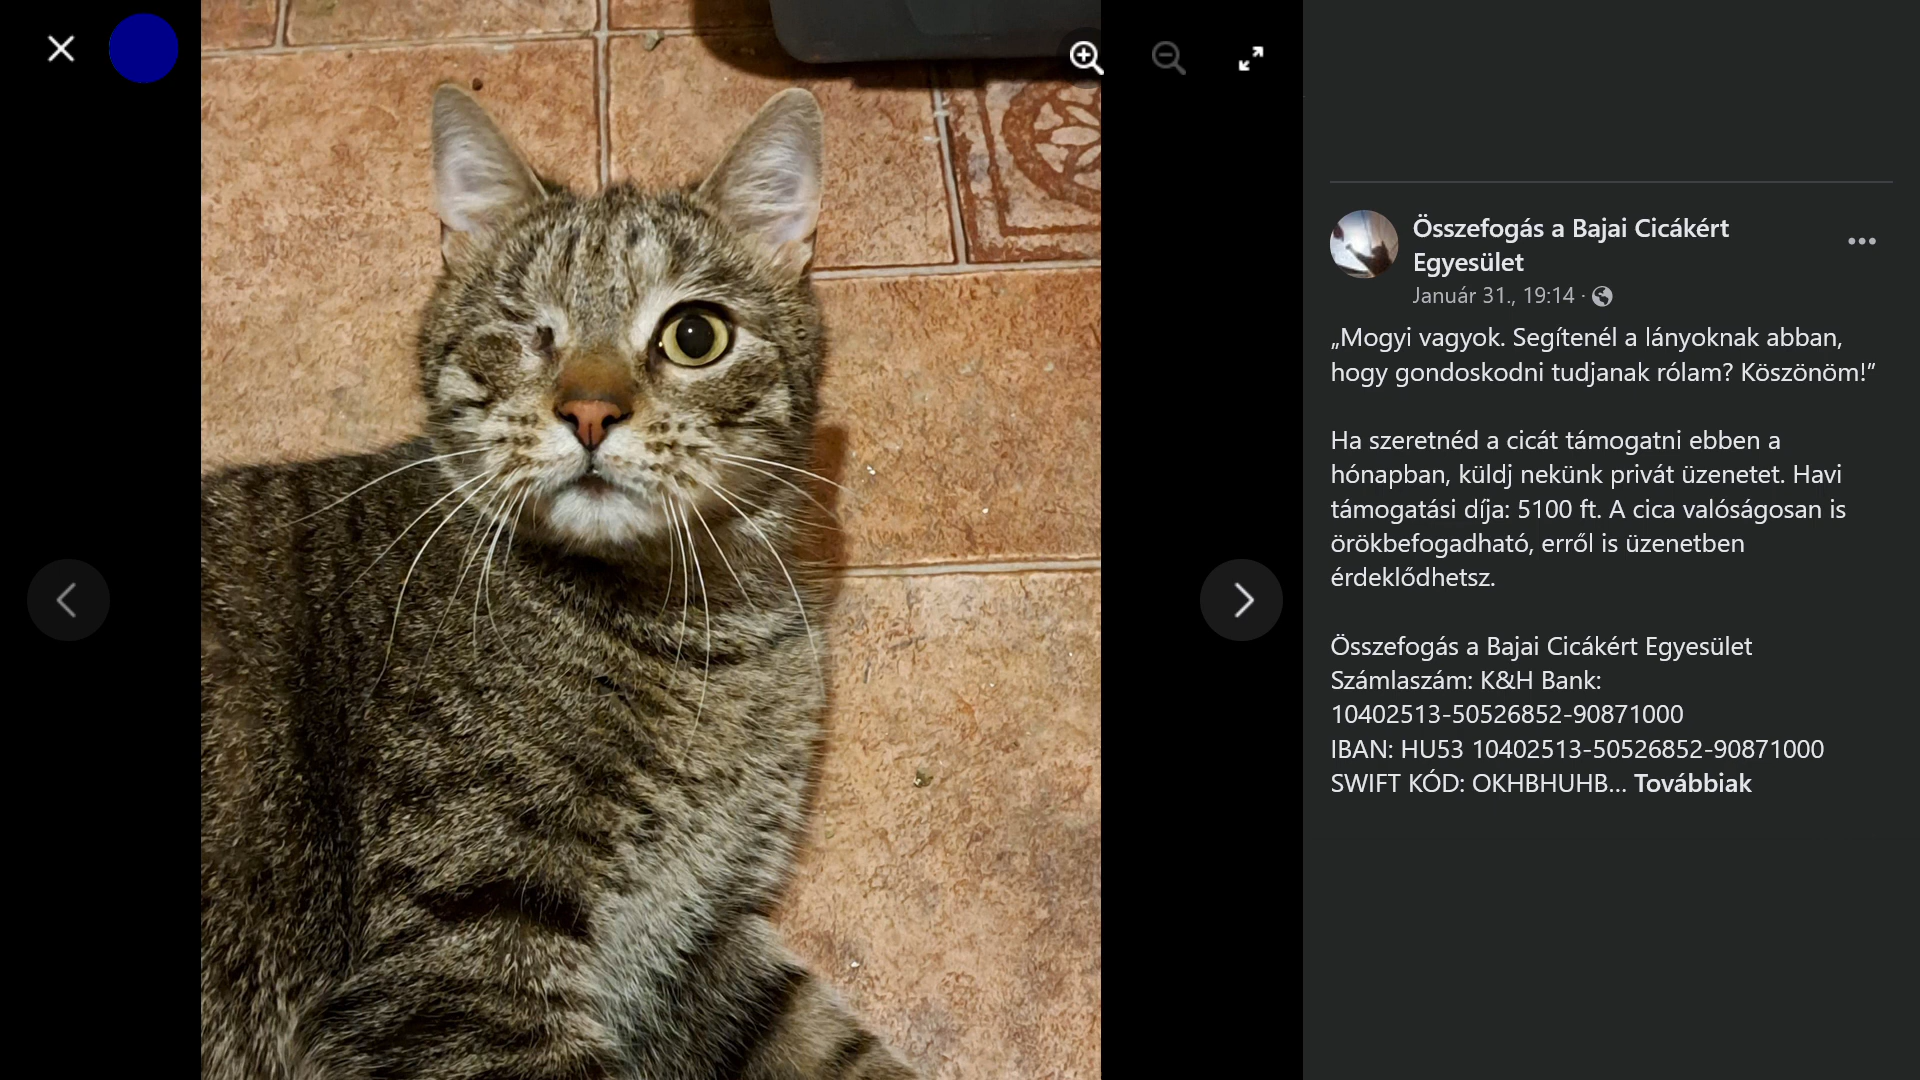 Összefogás a Bajai Cicákért
Egyesület
Január 31., 19:14 ·
„Mogyi vagyok. Segítenél a lányoknak abban,
hogy gondoskodni tudjanak rólam? Köszönöm!”
Ha szeretnéd a cicát támogatni ebben a
hónapban, küldj nekünk privát üzenetet. Havi
támogatási díja: 5100 ft. A cica valóságosan is
örökbefogadható, erről is üzenetben
érdeklődhetsz.
Összefogás a Bajai Cicákért Egyesület
Számlaszám: K&H Bank:
10402513-50526852-90871000
IBAN: HU53 10402513-50526852-90871000
SWIFT KÓD: OKHBHUHB... Továbbiak